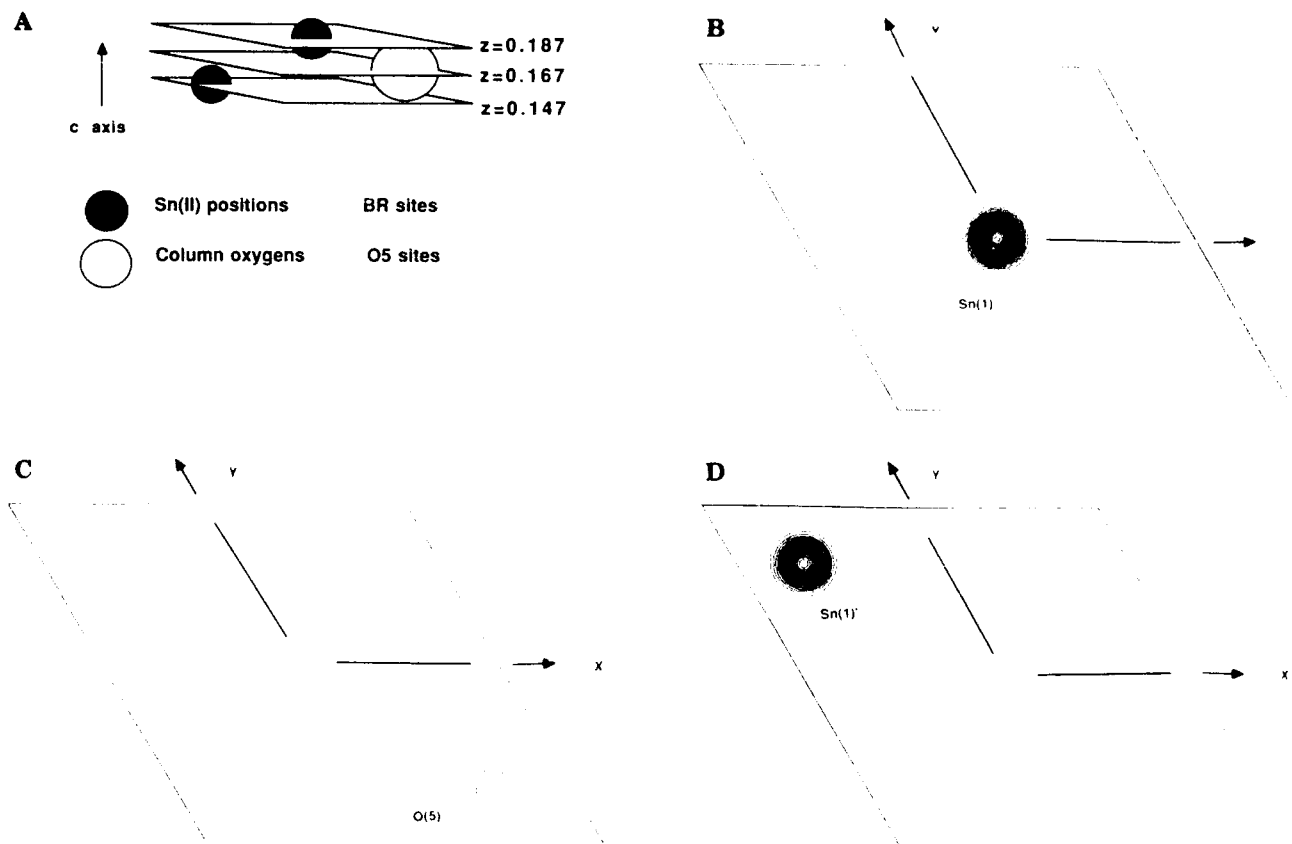 A
z=0.187
z=0.167
z=0.147
c axis
Sn(II) positions BR sites
Column oxygens O5 sites
B
Sn(1)
C
Y
X
O(5)
D
Y
X
Sn(1)'